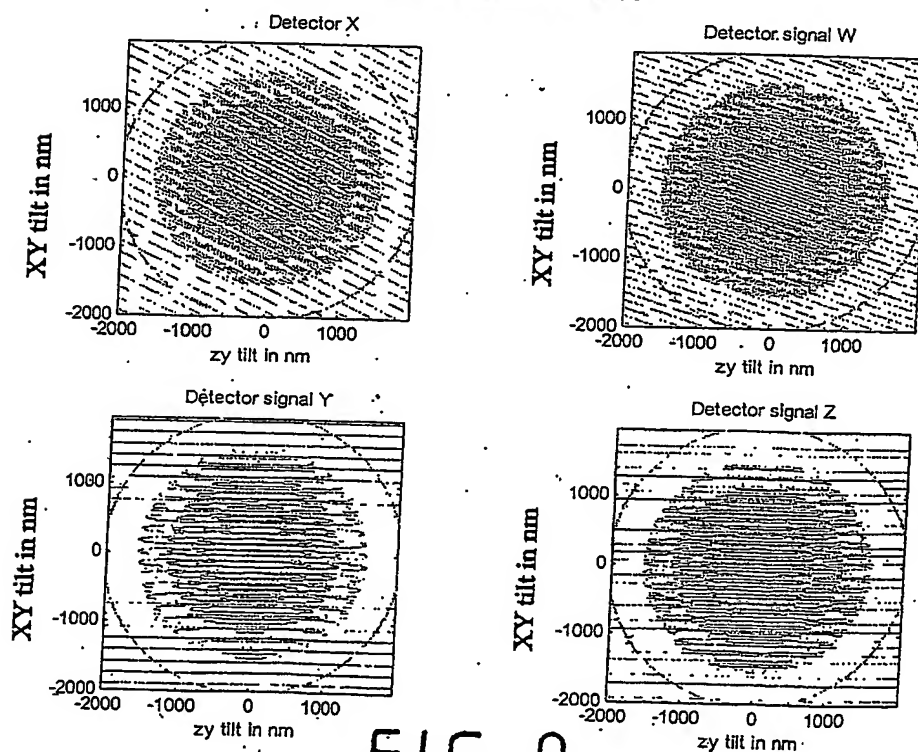 Detector X
XY tilt in nm
1000
0
-1000
-2000
-2000 -1000 0 1000
zy tilt in nm
Detector signal W
XY tilt in nm
1000
0
-1000
-2000
-2000 -1000 0 1000
zy tilt in nm
Detector signal Y
XY tilt in nm
1000
0
-1000
-2000
-2000 -1000 0 1000
zy tilt in nm
Detector signal Z
XY tilt in nm
1000
0
-1000
-2000
-2000 -1000 0 1000
zy tilt in nm